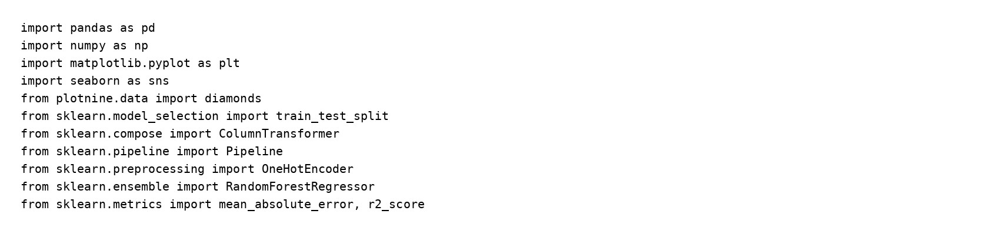 import pandas as pd
import numpy as np
import matplotlib.pyplot as plt
import seaborn as sns
from plotnine.data import diamonds
from sklearn.model_selection import train_test_split
from sklearn.compose import ColumnTransformer
from sklearn.pipeline import Pipeline
from sklearn.preprocessing import OneHotEncoder
from sklearn.ensemble import RandomForestRegressor
from sklearn.metrics import mean_absolute_error, r2_score